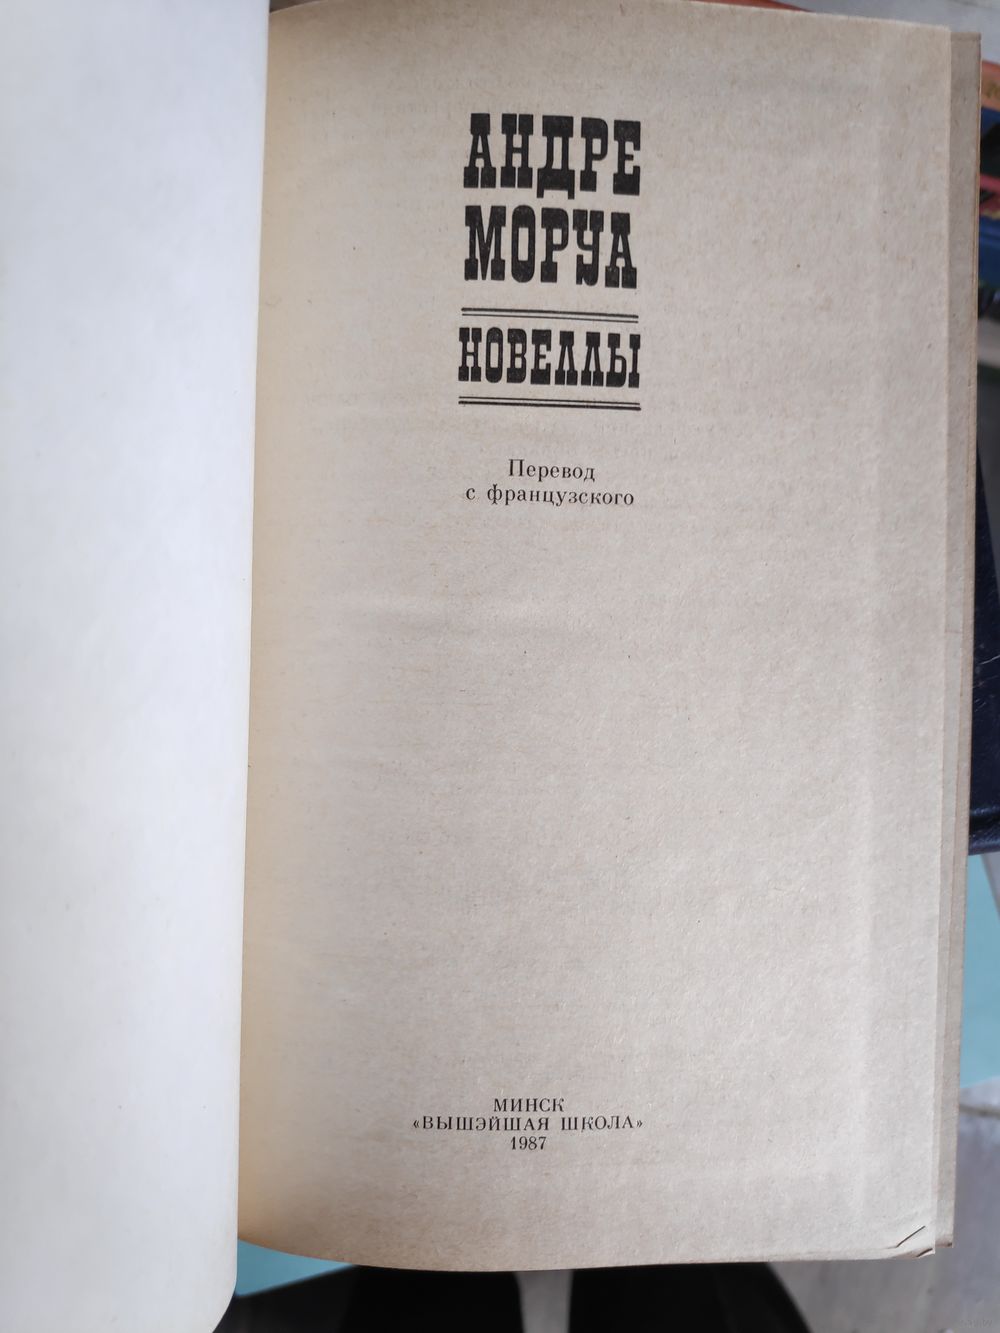 АНДРЕ
МОРУА
НОВЕЛЛЫ
Перевод
с французского
МИНСК
«ВЫШЭЙШАЯ ШКОЛА»
1987